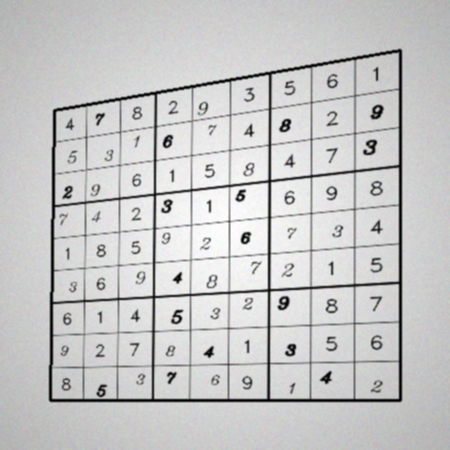 4 7 8 2 9 3 5 6 1
5 3 1 6 7 4 8 2 9
2 9 6 1 5 8 4 7 3
7 4 2 3 1 5 6 9 8
1 8 5 9 2 6 7 3 4
3 6 9 4 8 7 2 1 5
6 1 4 5 3 2 9 8 7
9 2 7 8 4 1 3 5 6
8 5 3 7 6 9 1 4 2